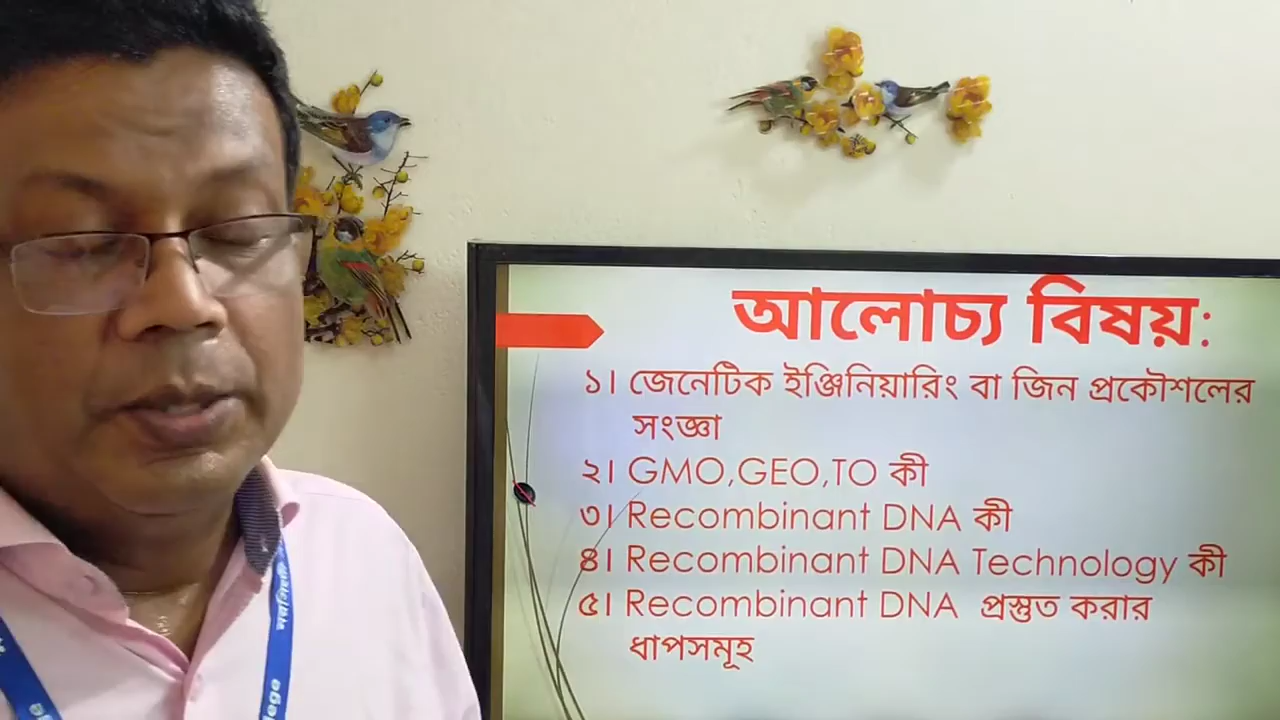 আলোচ্য বিষয়:
১। জেনেটিক ইঞ্জিনিয়ারিং বা জিন প্রকৌশলের
সংজ্ঞা
২। GMO,GEO,TO কী
৩। Recombinant DNA কী
৪। Recombinant DNA Technology কী
৫। Recombinant DNA প্রস্তুত করার
ধাপসমূহ